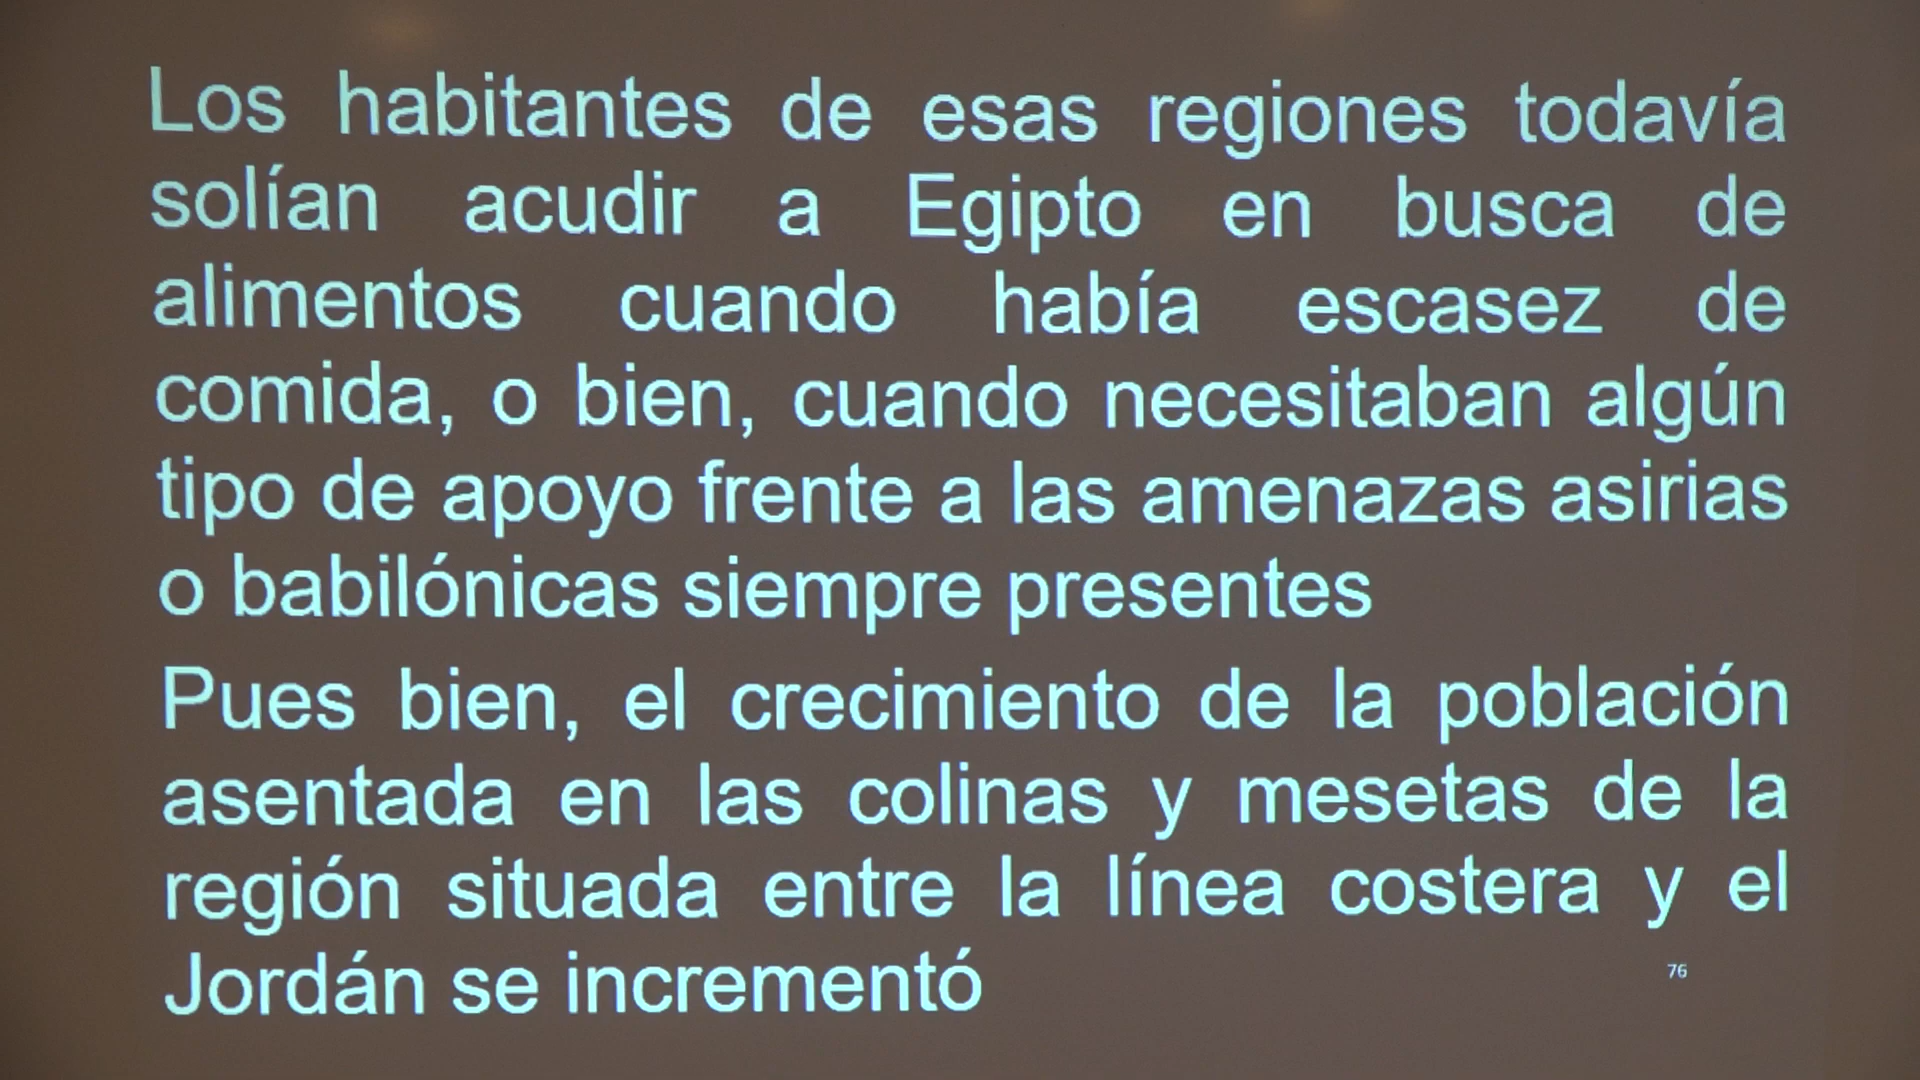 Los habitantes de esas regiones todavía
solían acudir a Egipto en busca de
alimentos cuando había escasez de
comida, o bien, cuando necesitaban algún
tipo de apoyo frente a las amenazas asirias
o babilónicas siempre presentes
Pues bien, el crecimiento de la población
asentada en las colinas y mesetas de la
región situada entre la línea costera y el
Jordán se incrementó
76